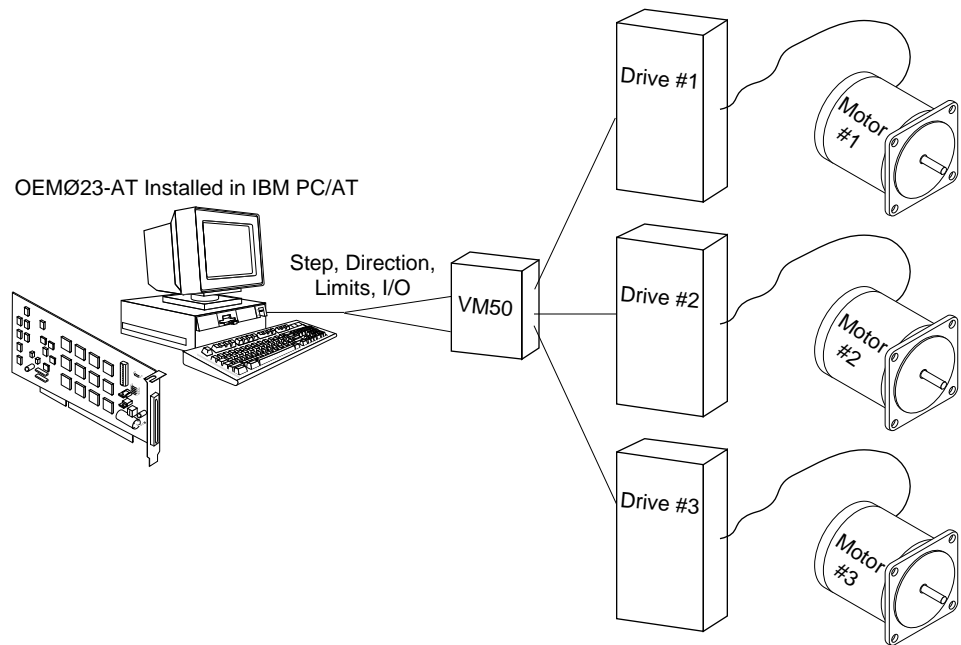 OEMØ23-AT Installed in IBM PC/AT
Step, Direction,
Limits, I/O
VM50
Drive #1
Motor
#1
Drive #2
Motor
#2
Drive #3
Motor
#3